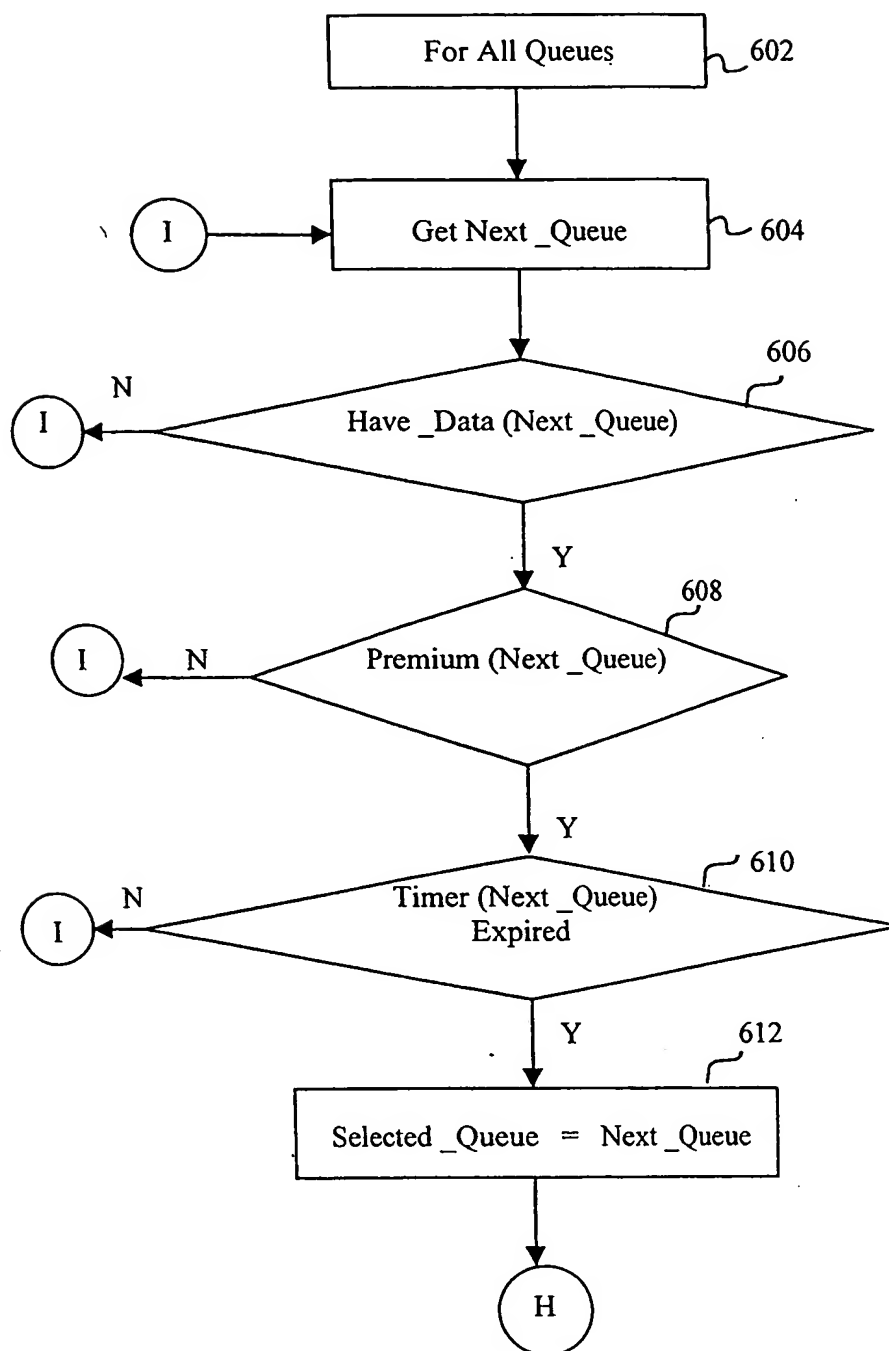 For All Queues
602
I
Get Next _Queue
604
606
N
I
Have _Data (Next _Queue)
Y
608
I
N
Premium (Next _Queue)
Y
610
N
I
Timer (Next _Queue)
Expired
Y
612
Selected _Queue = Next _Queue
H